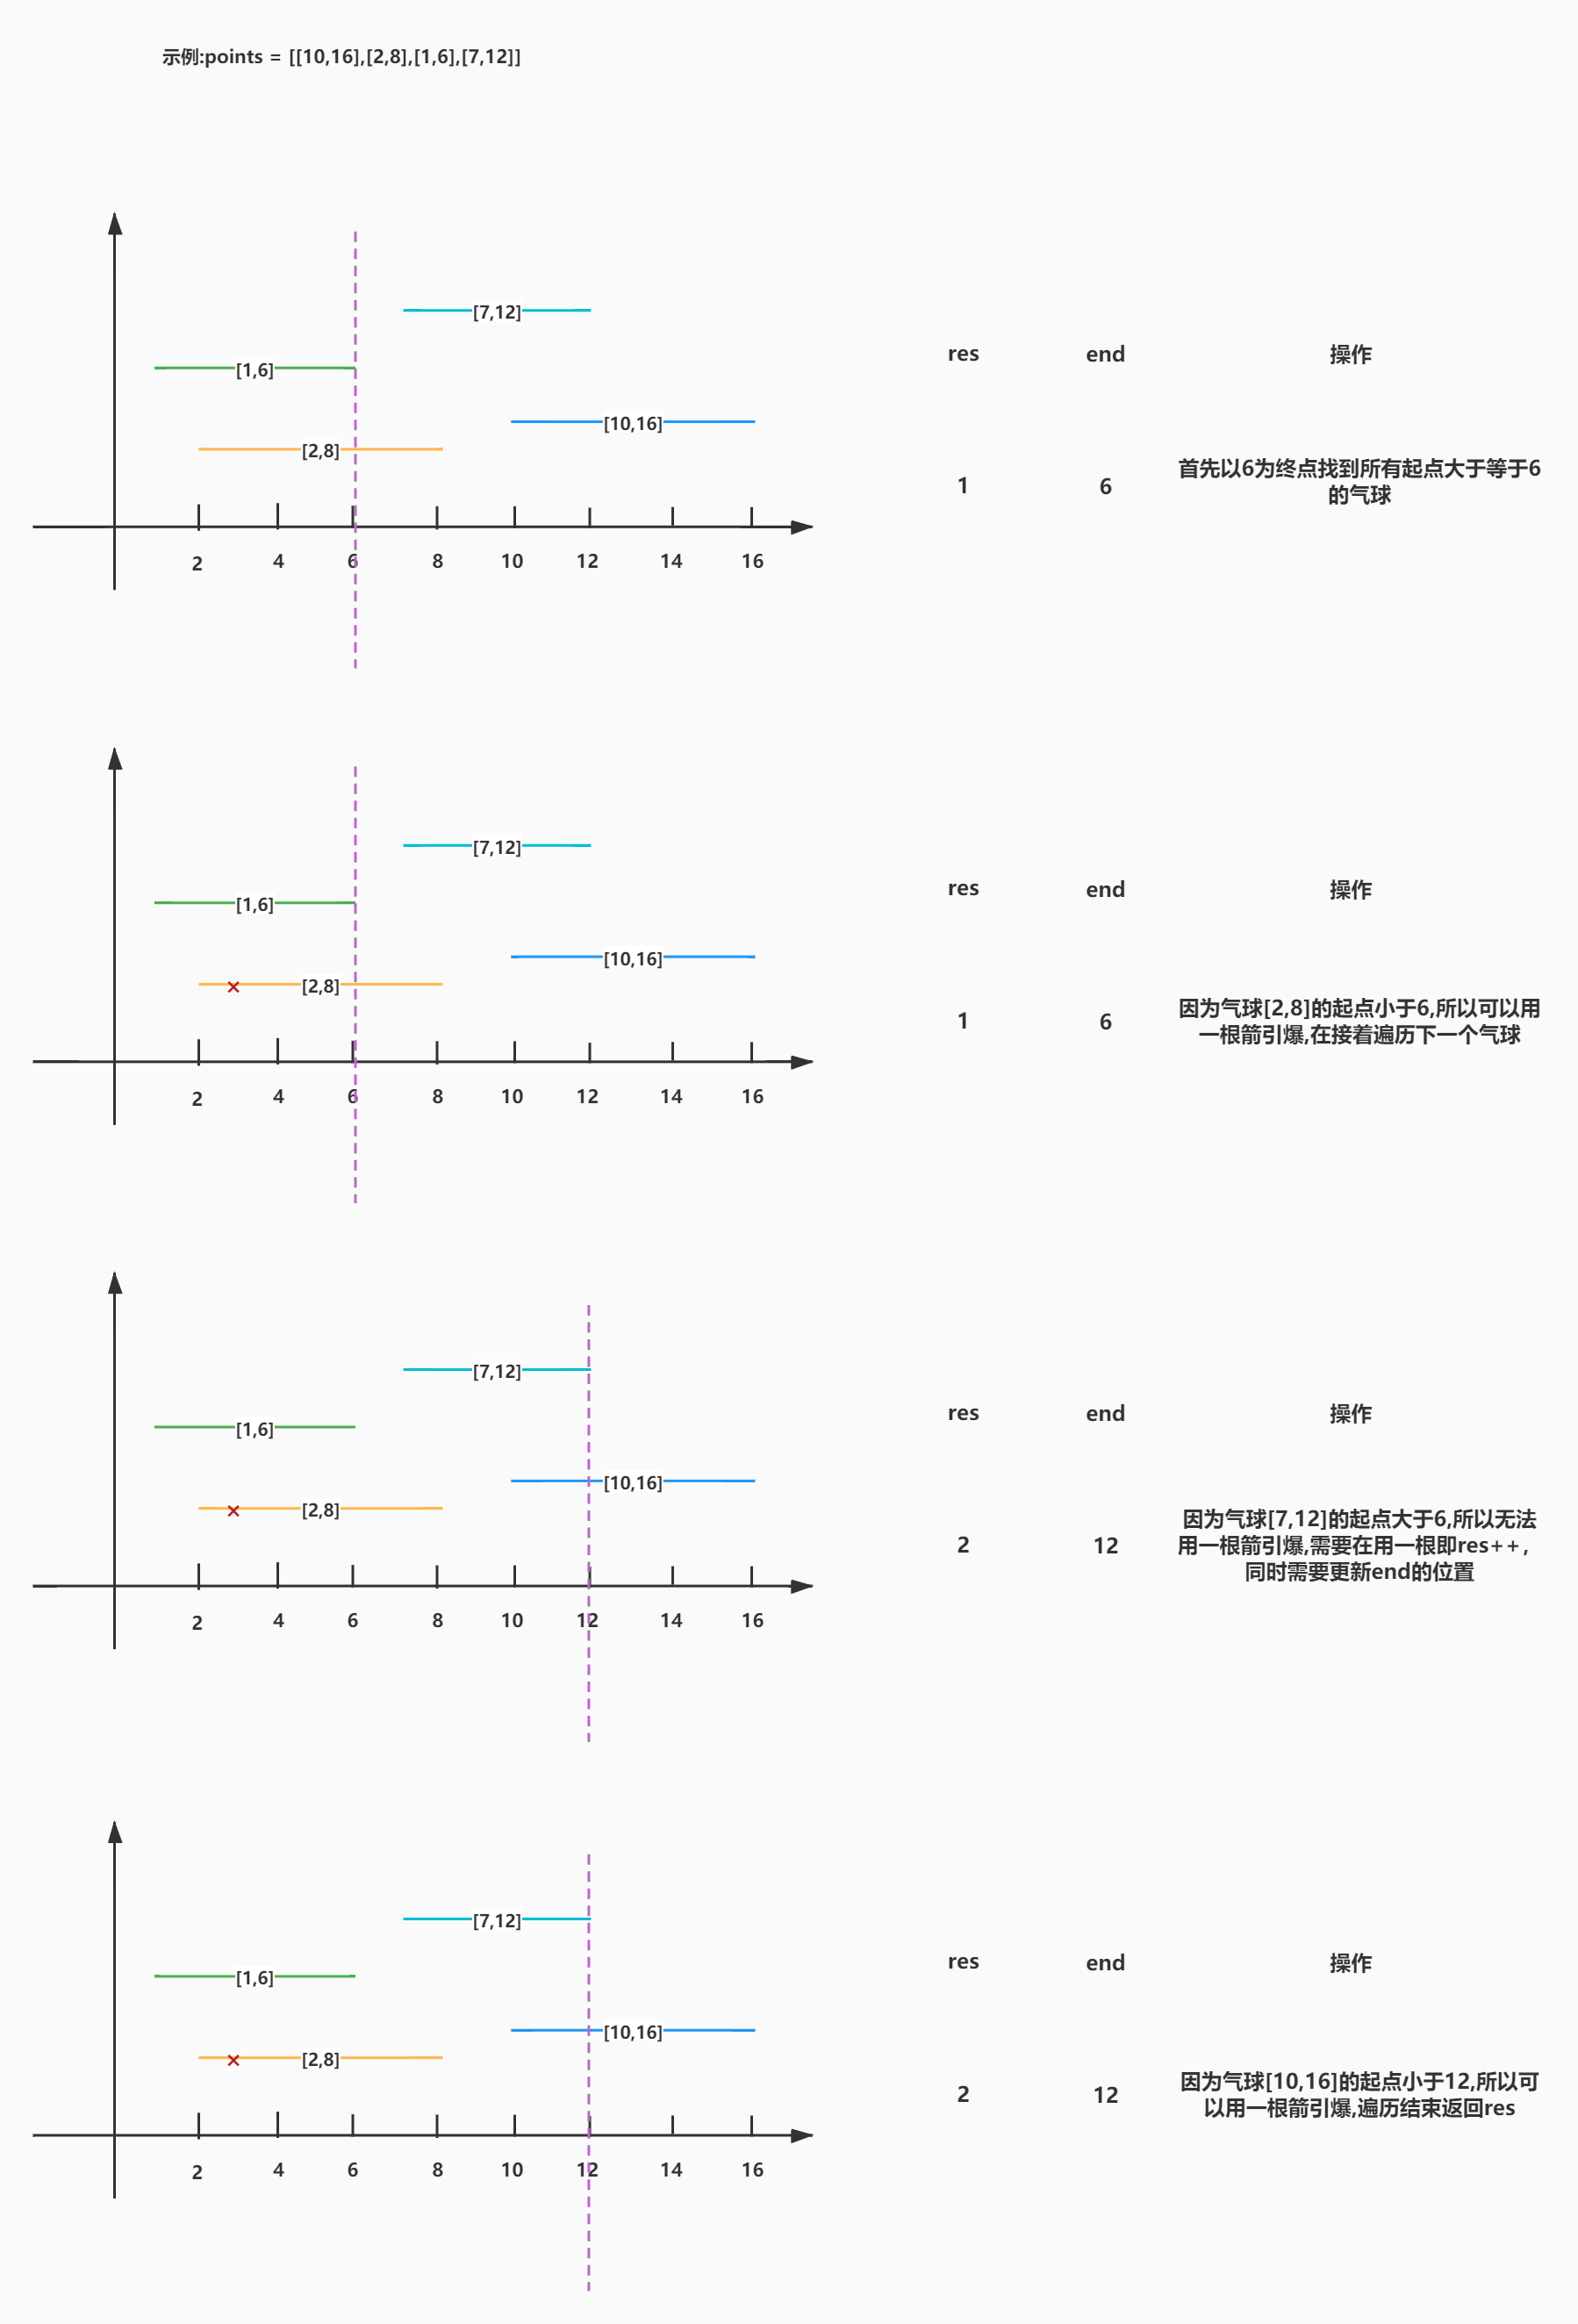 示例:points = [[10,16],[2,8],[1,6],[7,12]]
[7,12]
[1,6]
[10,16]
[2,8]
2 4 6 8 10 12 14 16
res end 操作
1 6 首先以6为终点找到所有起点大于等于6
的气球
[7,12]
[1,6]
[10,16]
[2,8]
2 4 6 8 10 12 14 16
res end 操作
1 6 因为气球[2,8]的起点小于6,所以可以用
一根箭引爆,在接着遍历下一个气球
[7,12]
[1,6]
[10,16]
[2,8]
2 4 6 8 10 12 14 16
res end 操作
2 12 因为气球[7,12]的起点大于6,所以无法
用一根箭引爆,需要在用一根即res++,
同时需要更新end的位置
[7,12]
[1,6]
[10,16]
[2,8]
2 4 6 8 10 12 14 16
res end 操作
2 12 因为气球[10,16]的起点小于12,所以可
以用一根箭引爆,遍历结束返回res